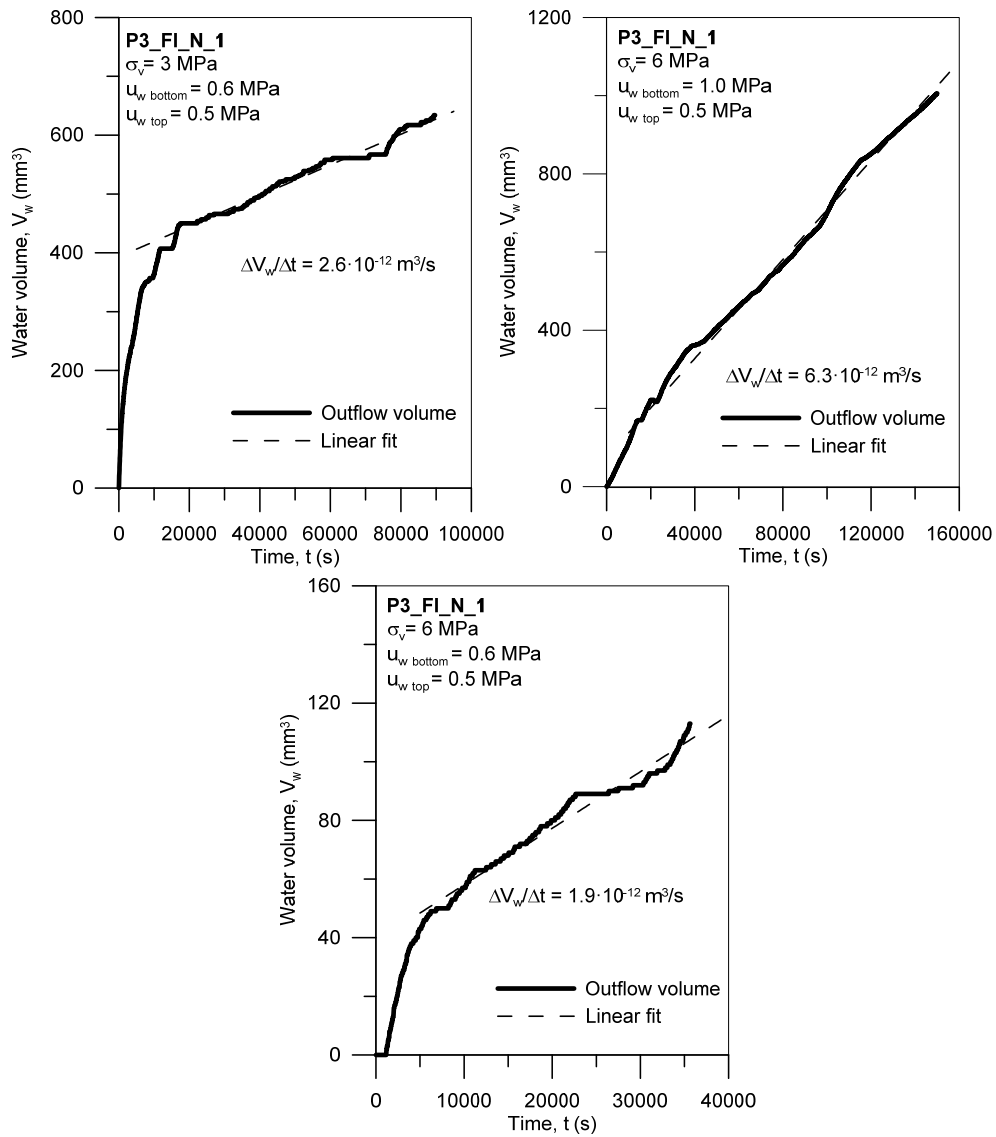 P3_FI_N_1
σv= 3 MPa
uw bottom = 0.6 MPa
uw top = 0.5 MPa
800
600
400
200
0
Water volume, Vw (mm³)
ΔVw/Δt = 2.6·10⁻¹² m³/s
Outflow volume
Linear fit
0 20000 40000 60000 80000 100000
Time, t (s)
P3_FI_N_1
σv= 6 MPa
uw bottom = 1.0 MPa
uw top = 0.5 MPa
1200
800
400
0
Water volume, Vw (mm³)
ΔVw/Δt = 6.3·10⁻¹² m³/s
Outflow volume
Linear fit
0 40000 80000 120000 160000
Time, t (s)
P3_FI_N_1
σv= 6 MPa
uw bottom = 0.6 MPa
uw top = 0.5 MPa
160
120
80
40
0
Water volume, Vw (mm³)
ΔVw/Δt = 1.9·10⁻¹² m³/s
Outflow volume
Linear fit
0 10000 20000 30000 40000
Time, t (s)